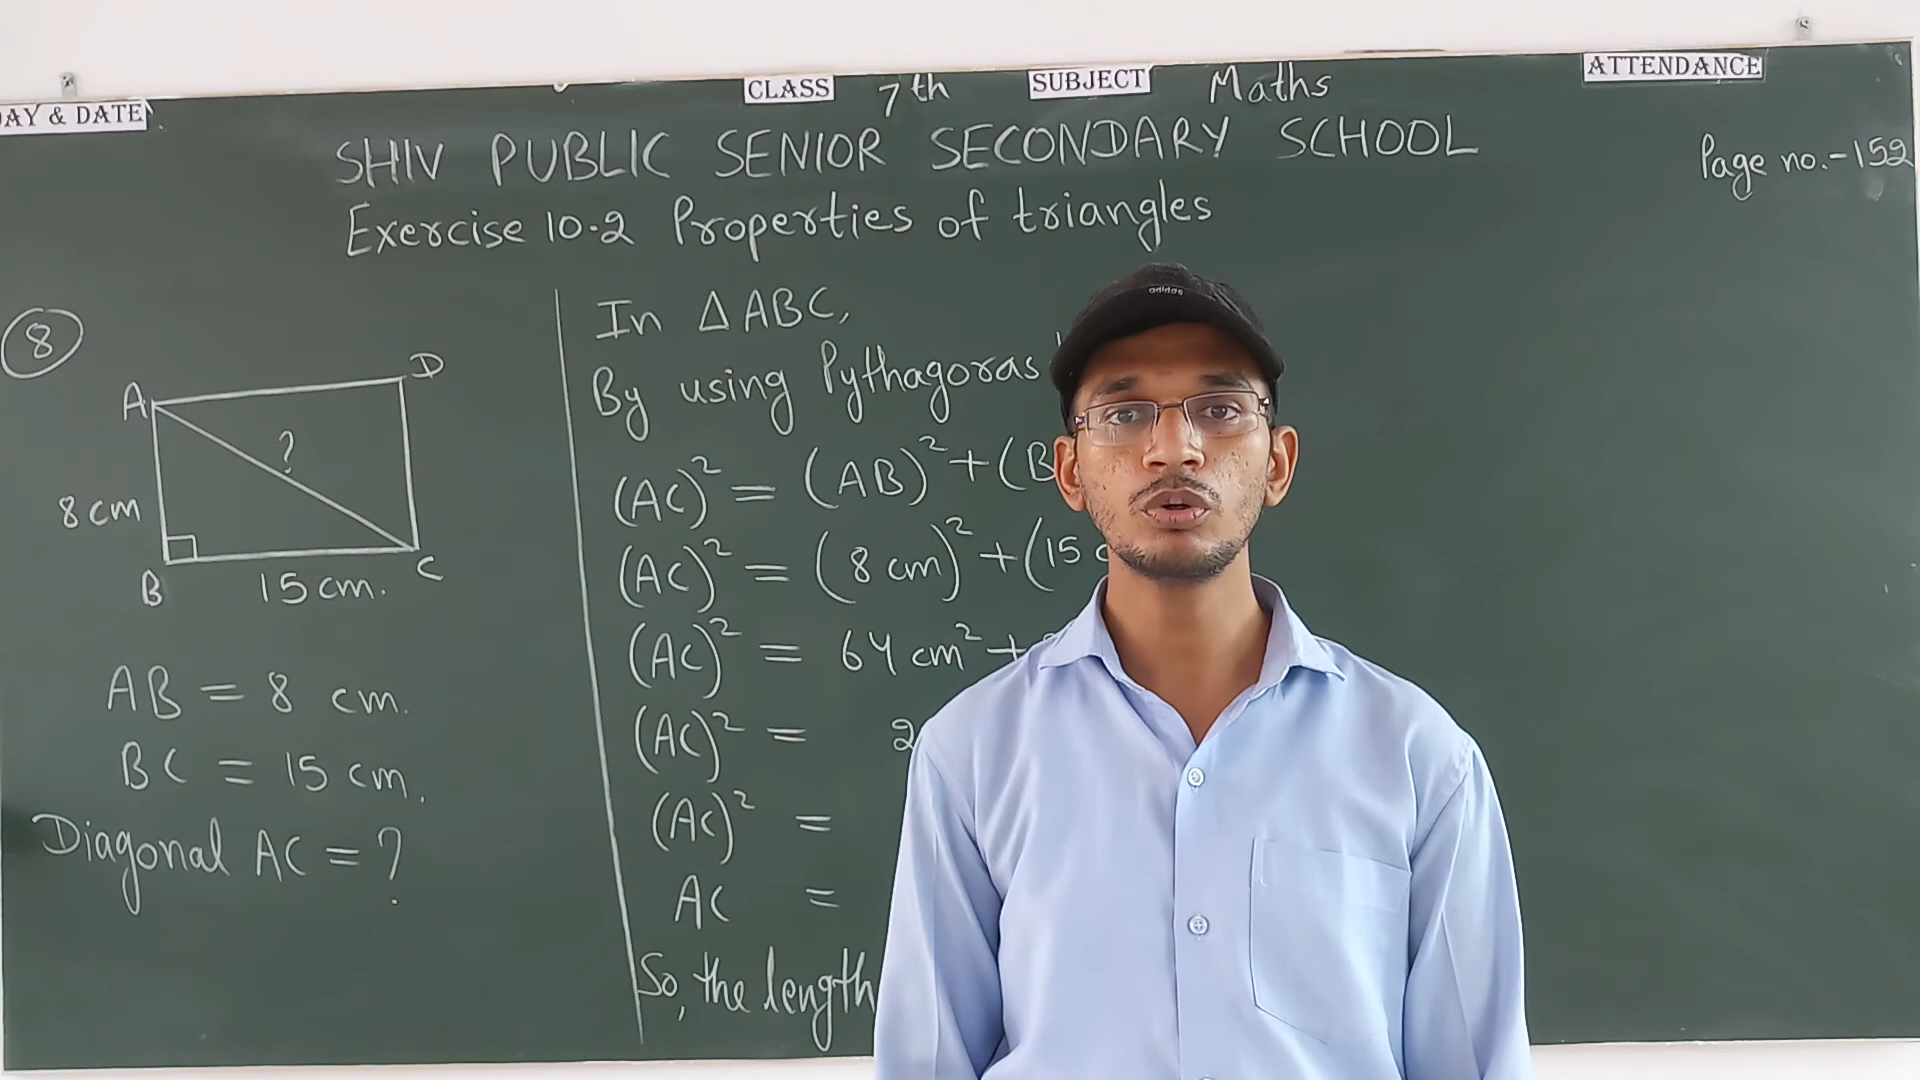 DAY & DATE
CLASS 7th SUBJECT Maths ATTENDANCE
SHIV PUBLIC SENIOR SECONDARY SCHOOL
Page no.-152
Exercise 10.2 Properties of triangles
8
A D
?
8 cm
B 15 cm. C
AB = 8 cm.
BC = 15 cm.
Diagonal AC = ?
In △ABC,
By using Pythagoras
(AC)² = (AB)² + (B
(AC)² = (8 cm)² + (15 c
(AC)² = 64 cm² +
(AC)² = 2
(AC)² =
AC =
So, the length
adidas